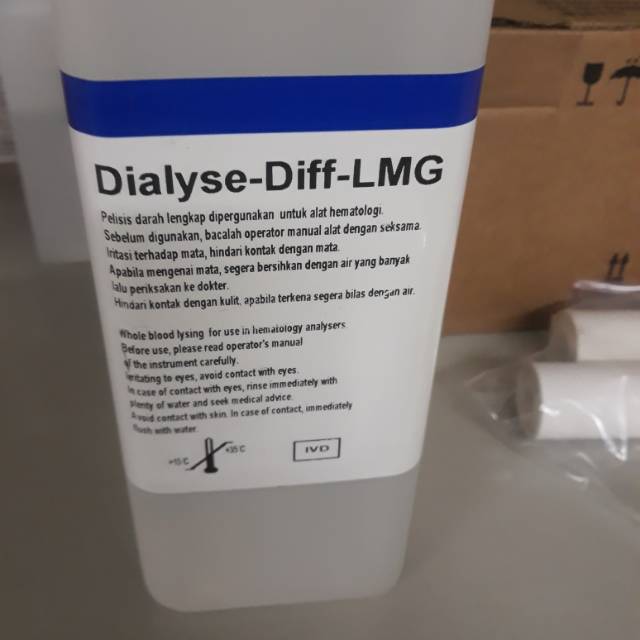 Dialyse-Diff-LMG
Pelisis darah lengkap dipergunakan untuk alat hematologi.
Sebelum digunakan, bacalah operator manual alat dengan seksama.
Iritasi terhadap mata, hindari kontak dengan mata.
Apabila mengenai mata, segera bersihkan dengan air yang banyak
lalu periksakan ke dokter.
Hindari kontak dengan kulit, apabila terkena segera bilas dengan air.
Whole blood lysing for use in hematology analysers.
Before use, please read operator's manual
of the instrument carefully.
Irritating to eyes, avoid contact with eyes.
In case of contact with eyes, rinse immediately with
plenty of water and seek medical advice.
Avoid contact with skin. In case of contact, immediately
flush with water.
+15 C
+35 C
IVD